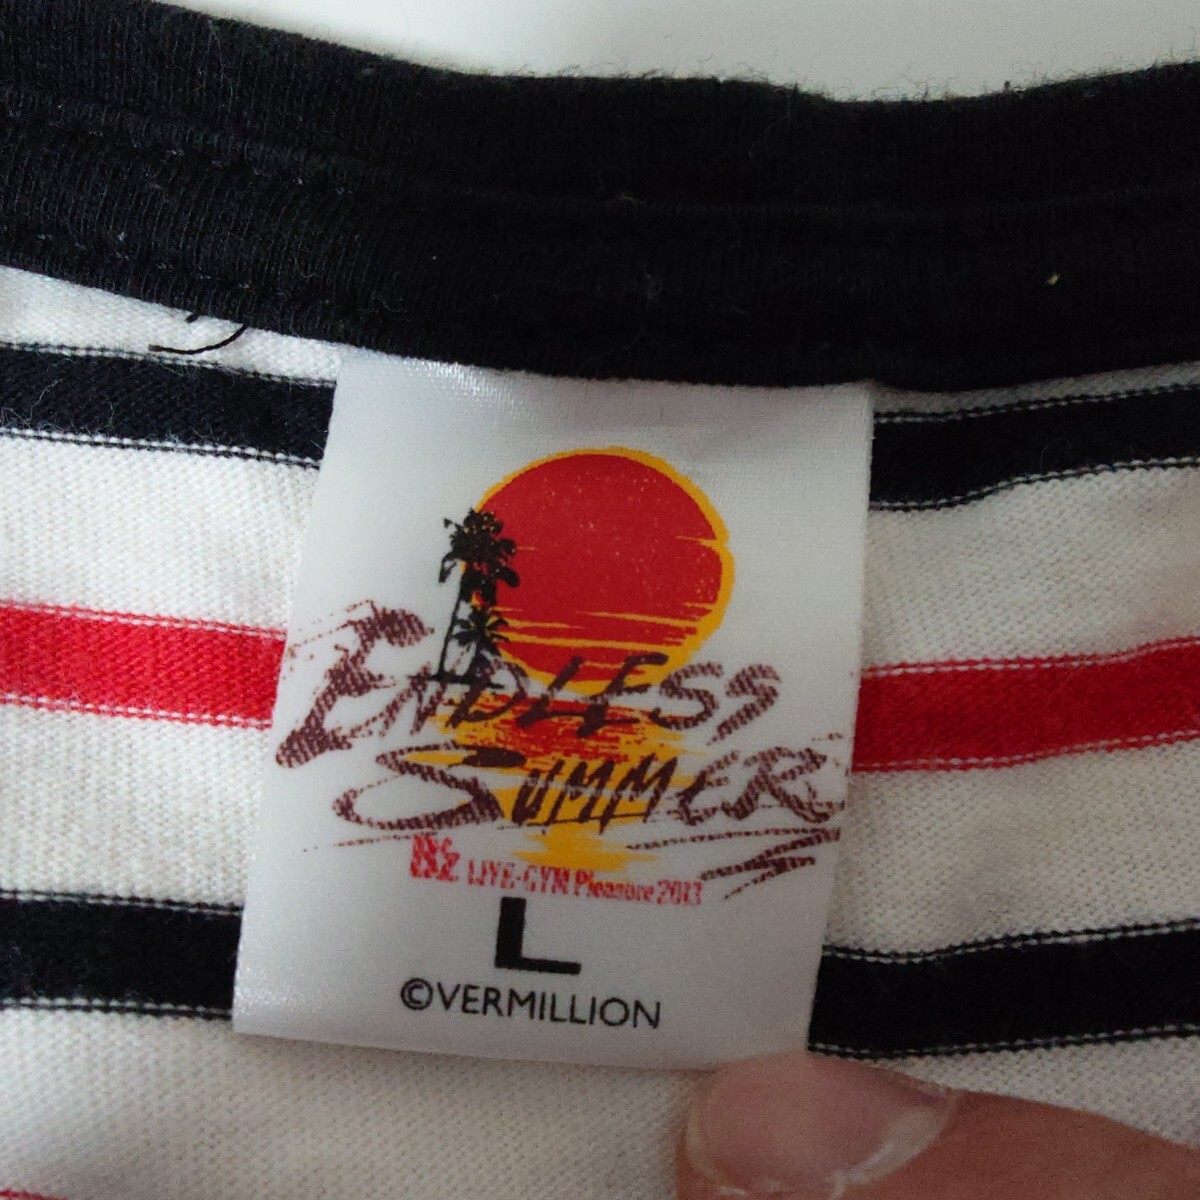 ENDLESS
SUMMER
B'z LIVE-GYM Pleasure 2013
L
©VERMILLION